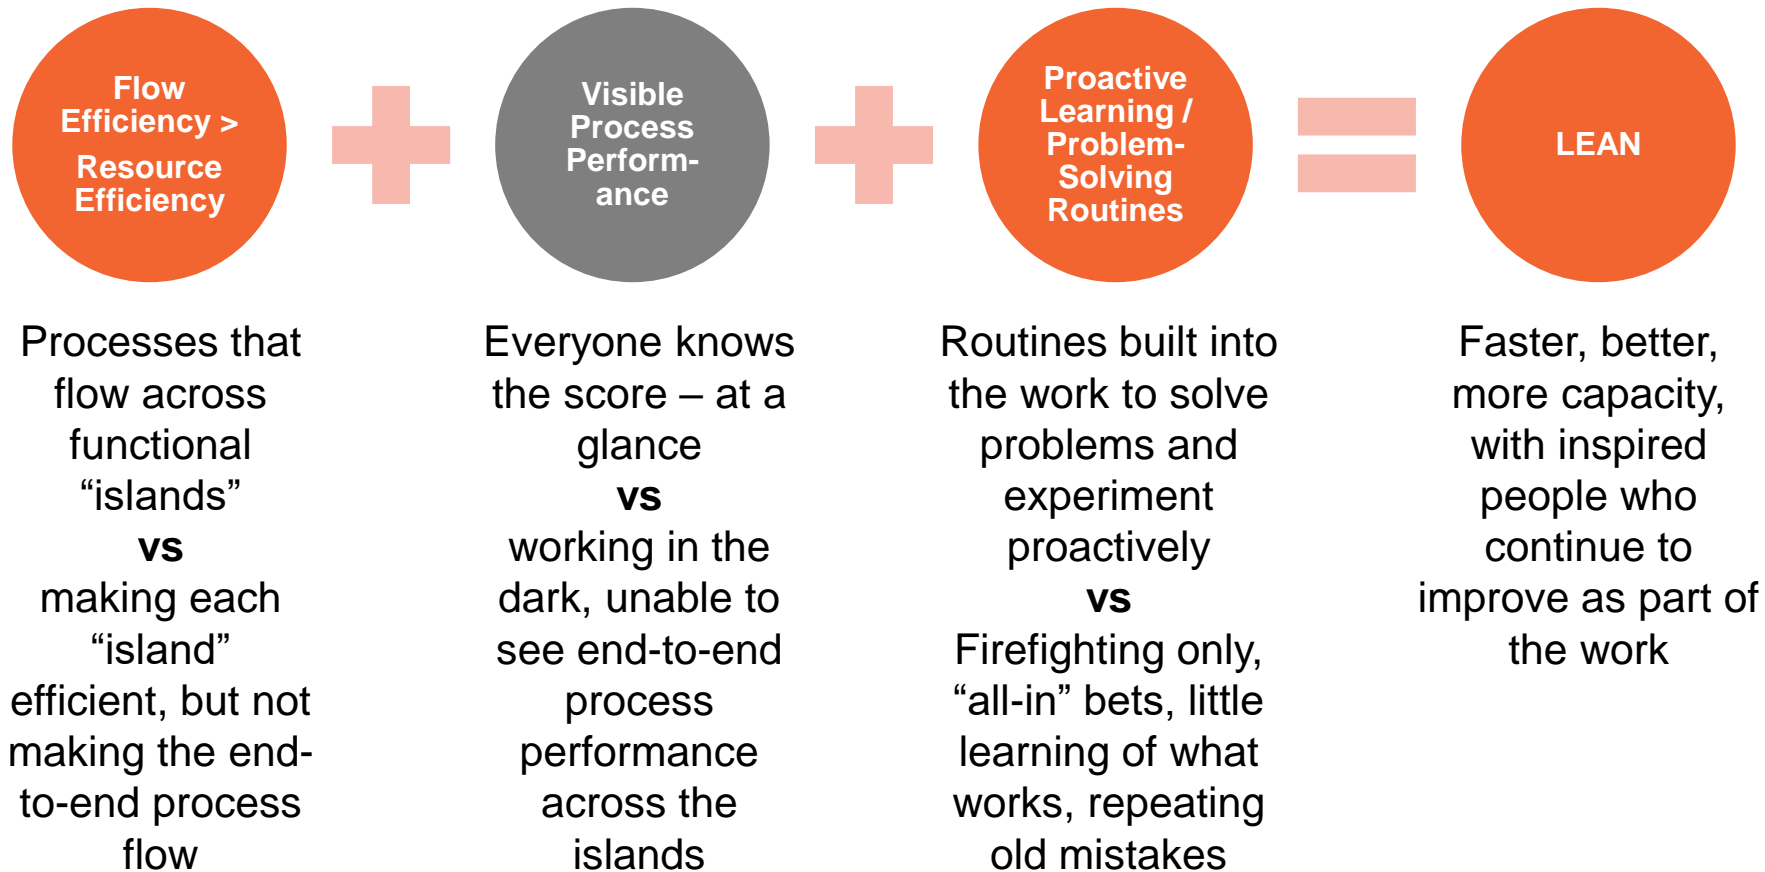 Flow
Efficiency >
Resource
Efficiency
Visible
Process
Perform-
ance
Proactive
Learning /
Problem-
Solving
Routines
LEAN
Processes that
flow across
functional
“islands”
vs
making each
“island”
efficient, but not
making the end-
to-end process
flow
Everyone knows
the score – at a
glance
vs
working in the
dark, unable to
see end-to-end
process
performance
across the
islands
Routines built into
the work to solve
problems and
experiment
proactively
vs
Firefighting only,
“all-in” bets, little
learning of what
works, repeating
old mistakes
Faster, better,
more capacity,
with inspired
people who
continue to
improve as part of
the work